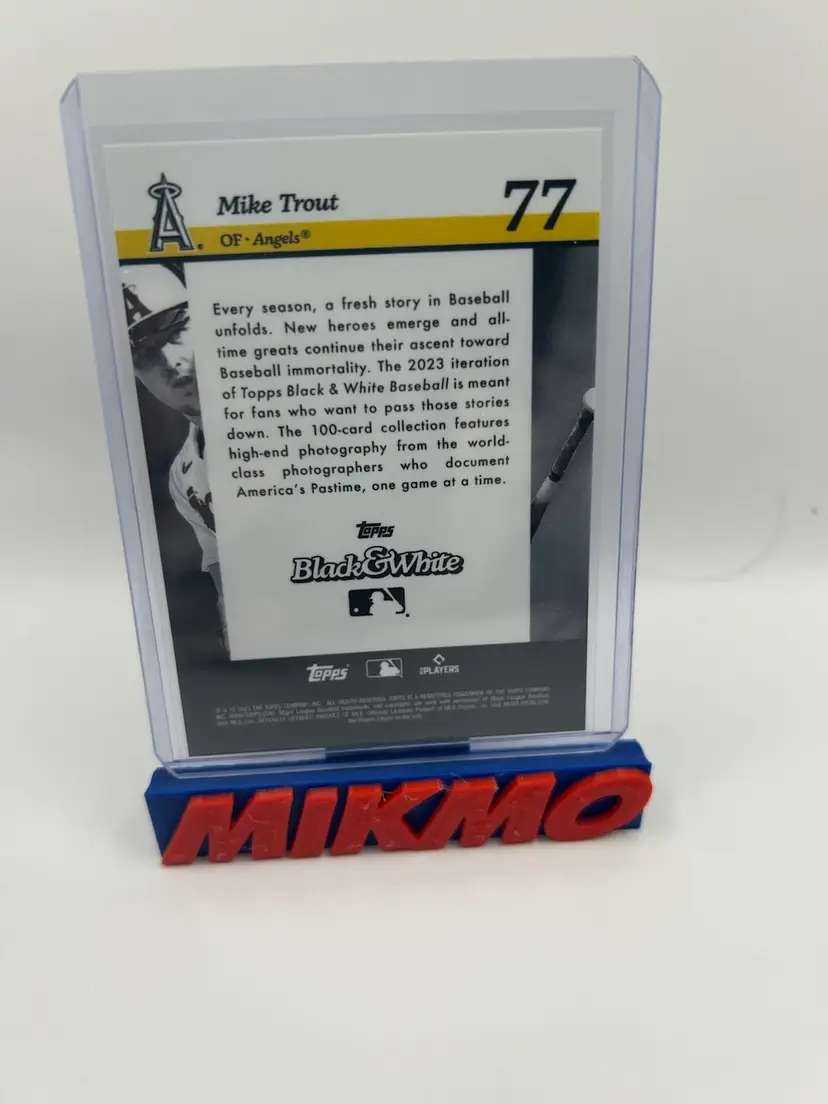 A
Mike Trout
77
OF · Angels®
Every season, a fresh story in Baseball
unfolds. New heroes emerge and all-
time greats continue their ascent toward
Baseball immortality. The 2023 iteration
of Topps Black & White Baseball is meant
for fans who want to pass those stories
down. The 100-card collection features
high-end photography from the world-
class photographers who document
America's Pastime, one game at a time.
topps
Black&White
topps
PLAYERS
MIKMO